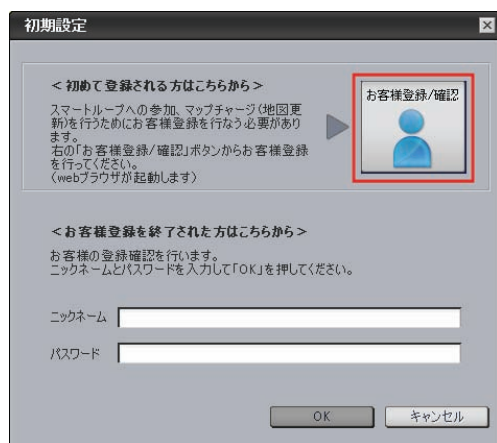 初期設定
<初めて登録される方はこちらから>
スマートループへの参加、マップチャージ(地図更
新)を行うためにお客様登録を行なう必要があり
ます。
右の「お客様登録/確認」ボタンからお客様登録
を行ってください。
(webブラウザが起動します)
お客様登録/確認
<お客様登録を終了された方はこちらから>
お客様の登録確認を行います。
ニックネームとパスワードを入力して「OK」を押してください。
ニックネーム
パスワード
OK
キャンセル